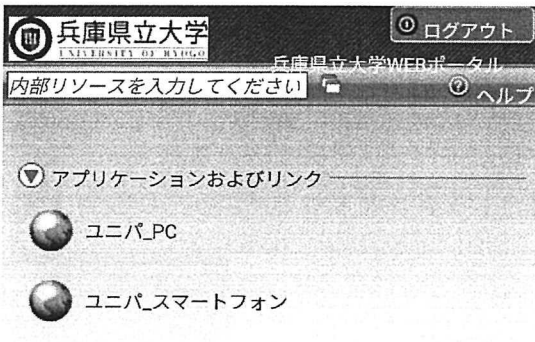 兵庫県立大学
UNIVERSITY OF HYOGO
ログアウト
兵庫県立大学WEBポータル
内部リソースを入力してください
ヘルプ
アプリケーションおよびリンク
ユニパ_PC
ユニパ_スマートフォン